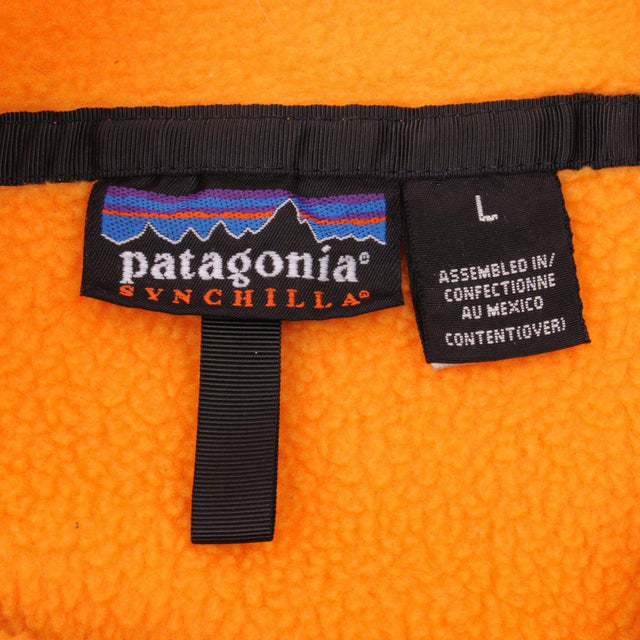 patagonia®
SYNCHILLA®
L
ASSEMBLED IN/
CONFECTIONNE
AU MEXICO
CONTENT(OVER)